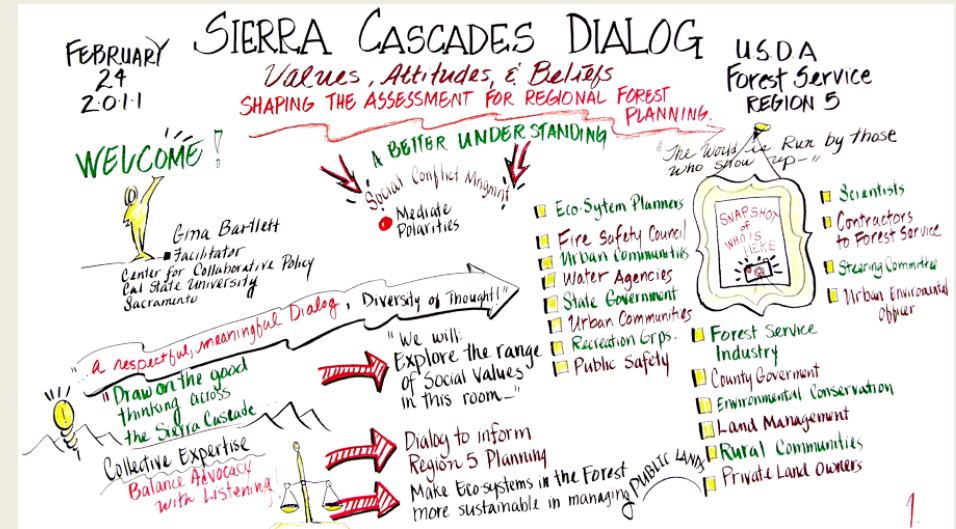 FEBRUARY
24
2011
SIERRA CASCADES DIALOG
Values, Attitudes, & Beliefs
SHAPING THE ASSESSMENT FOR REGIONAL FOREST
PLANNING.
U.S.D.A
Forest Service
REGION 5
WELCOME!
Gina Bartlett
Facilitator
Center for Collaborative Policy
Cal State University
Sacramento
A BETTER UNDERSTANDING
Social Conflict Mngmnt
Mediate
Polarities
"The World is Run by those
who show up-"
SNAPSHOT
of
WHO IS
HERE
Eco-Sytem Planners
Fire Safety Council
Urban Communities
Water Agencies
State Government
Urban Communities
Recreation Grps.
Public Safety
Scientists
Contractors
to Forest Service
Steering Committee
Urban Enviromental
Officer
Forest Service
Industry
County Goverment
Environmental Conservation
Land Management
Rural Communities
Private Land Owners
"a respectful, meaningful Dialog, Diversity of Thought!"
"Draw on the good
thinking across
the Sierra Cascade...
Collective Expertise
Balance Advocacy
with Listening
"We will:
Explore the range
of Social Values
in this room-"
Dialog to inform
Region 5 Planning
Make Eco-systems in the Forest
more sustainable in managing
PUBLIC LANDS
1.